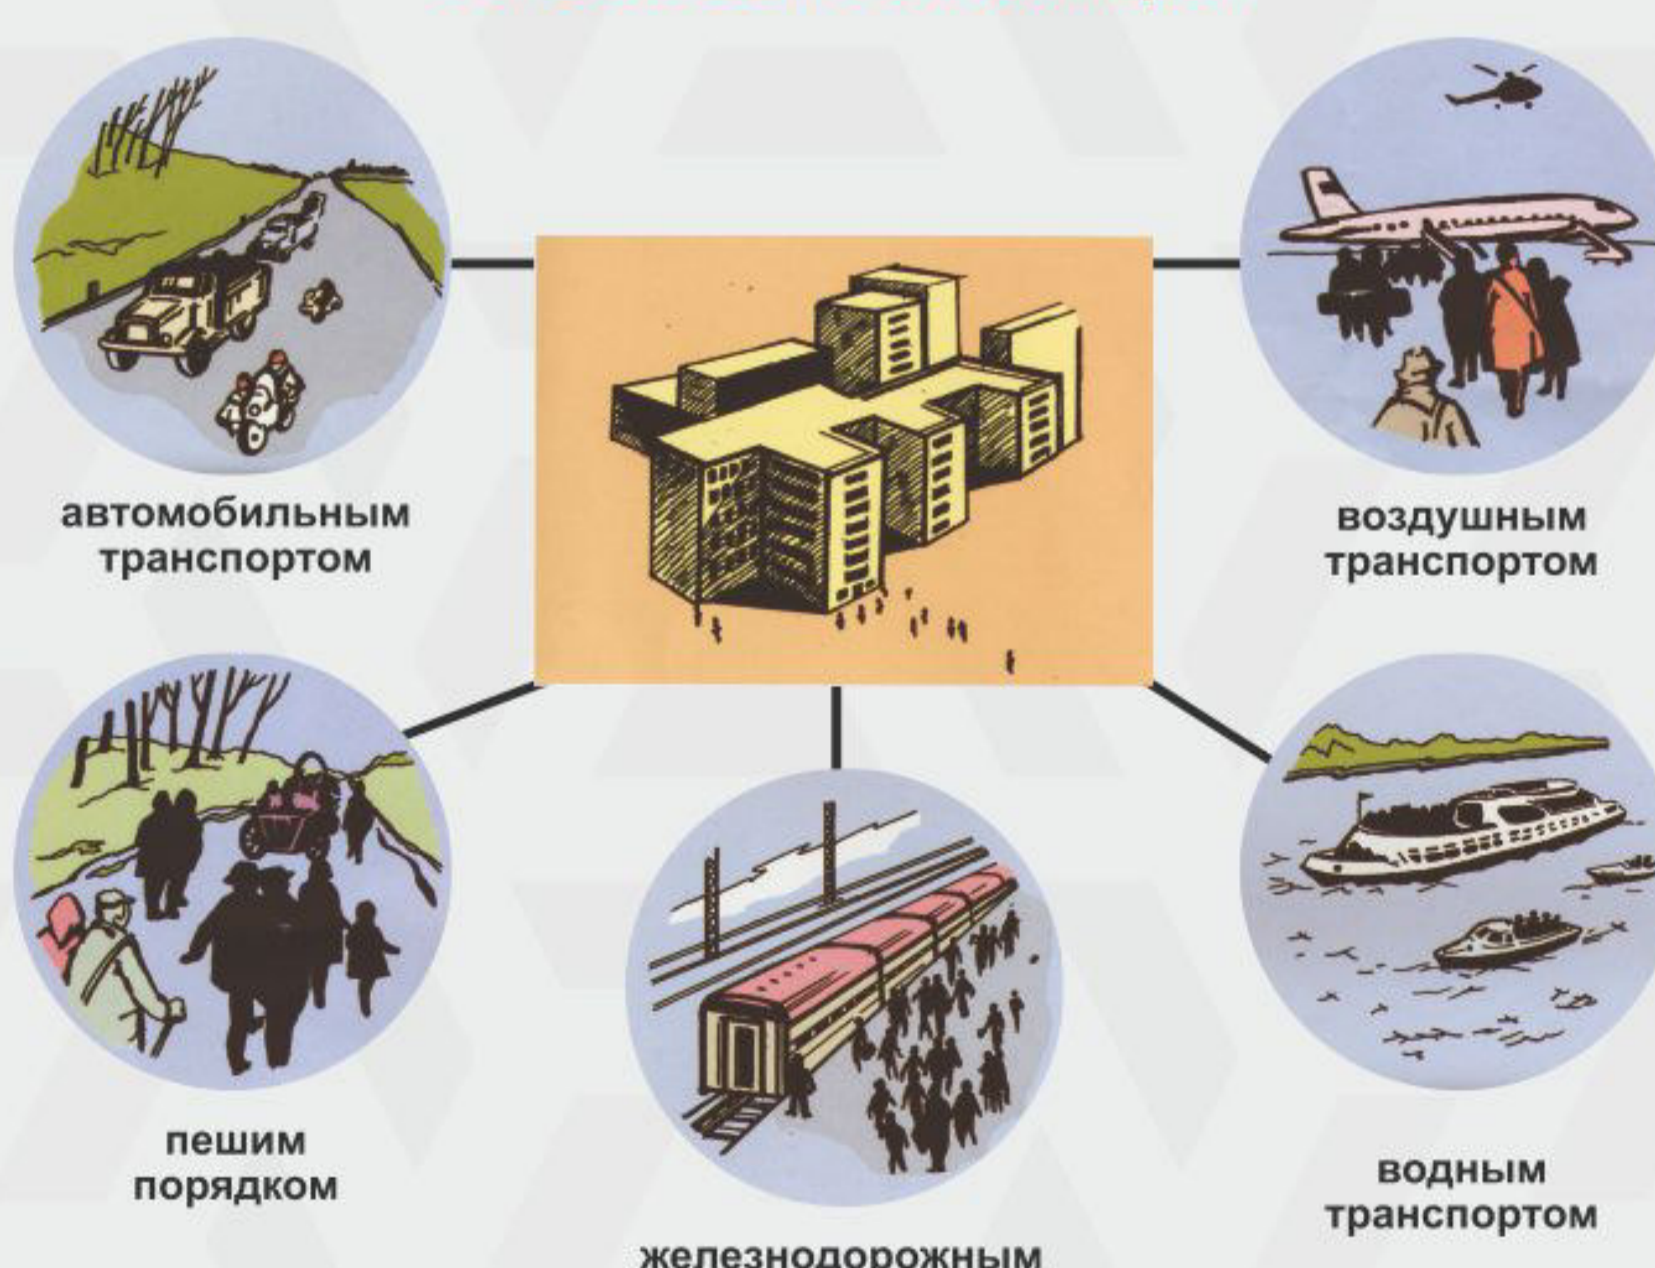 автомобильным
транспортом
воздушным
транспортом
пешим
порядком
железнодорожным
водным
транспортом